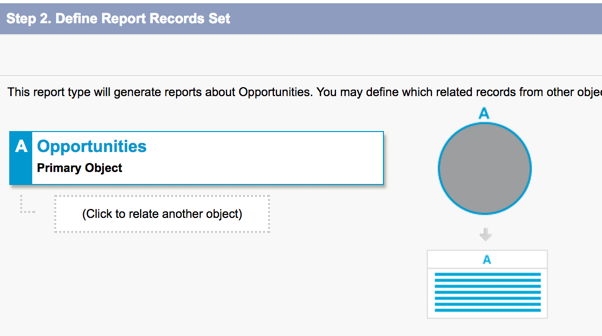 Step 2. Define Report Records Set
This report type will generate reports about Opportunities. You may define which related records from other
A
A Opportunities
Primary Object
(Click to relate another object)
A